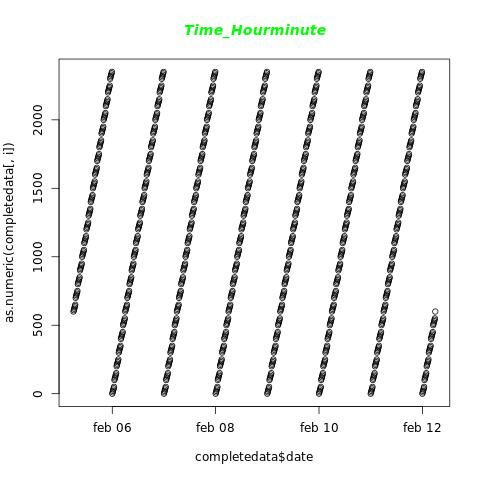 Time_Hourminute
as.numeric(completedata[, i])
2000
1500
1000
500
0
feb 06 feb 08 feb 10 feb 12
completedata$date